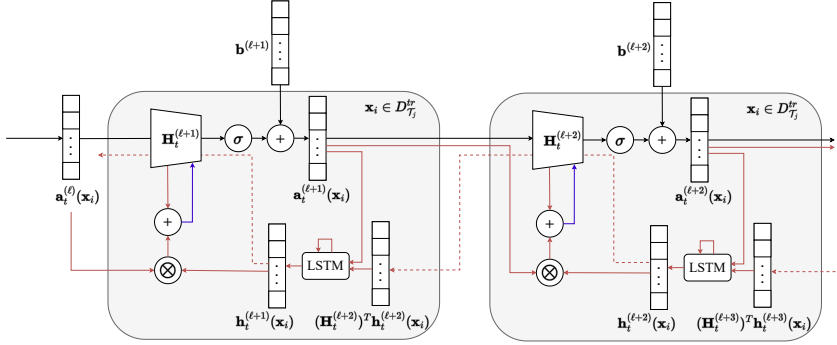 𝐛^{(ℓ+1)}
𝐛^{(ℓ+2)}
𝐱_i ∈ D^{tr}_{𝒯_j}
𝐱_i ∈ D^{tr}_{𝒯_j}
𝐇_t^{(ℓ+1)}
σ
+
𝐇_t^{(ℓ+2)}
σ
+
𝐚_t^{(ℓ)}(𝐱_i)
𝐚_t^{(ℓ+1)}(𝐱_i)
𝐚_t^{(ℓ+2)}(𝐱_i)
+
+
⊗
LSTM
⊗
LSTM
𝐡_t^{(ℓ+1)}(𝐱_i)
(𝐇_t^{(ℓ+2)})^T 𝐡_t^{(ℓ+2)}(𝐱_i)
𝐡_t^{(ℓ+2)}(𝐱_i)
(𝐇_t^{(ℓ+3)})^T 𝐡_t^{(ℓ+3)}(𝐱_i)